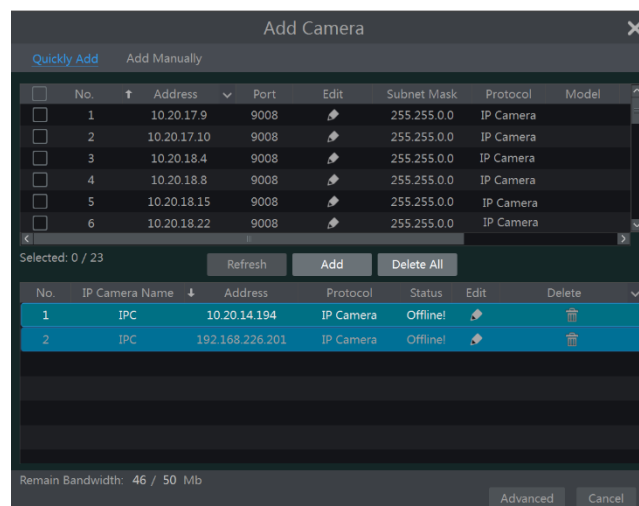 Add Camera
Quickly Add Add Manually
No. Address Port Edit Subnet Mask Protocol Model
1 10.20.17.9 9008 255.255.0.0 IP Camera
2 10.20.17.10 9008 255.255.0.0 IP Camera
3 10.20.18.4 9008 255.255.0.0 IP Camera
4 10.20.18.8 9008 255.255.0.0 IP Camera
5 10.20.18.15 9008 255.255.0.0 IP Camera
6 10.20.18.22 9008 255.255.0.0 IP Camera
Selected: 0 / 23
Refresh Add Delete All
No. IP Camera Name Address Protocol Status Edit Delete
1 IPC 10.20.14.194 IP Camera Offline!
2 IPC 192.168.226.201 IP Camera Offline!
Remain Bandwidth: 46 / 50 Mb
Advanced Cancel